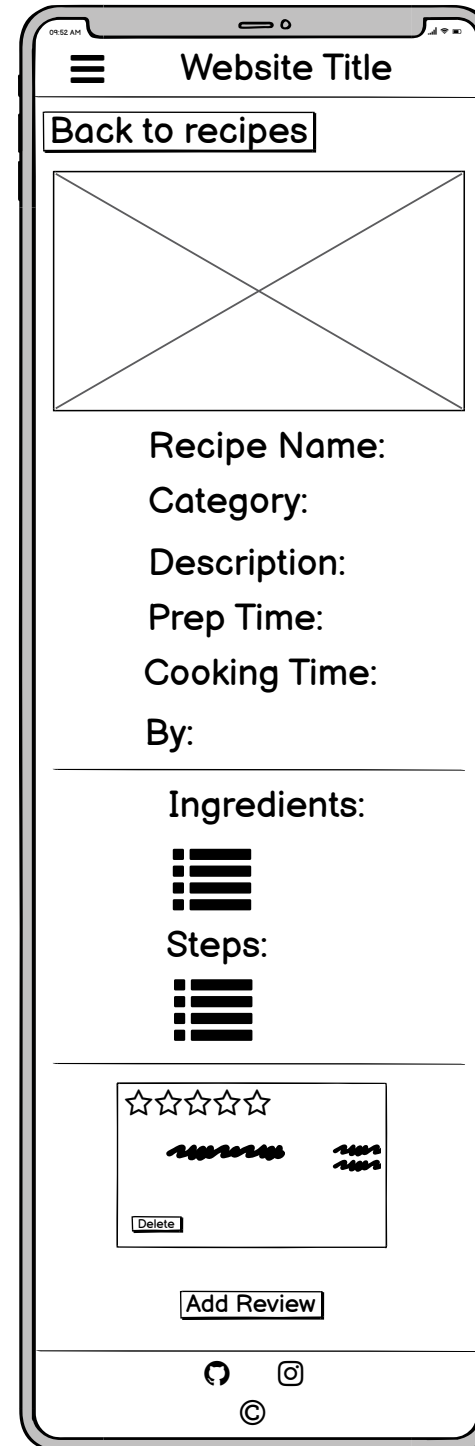 09:52 AM
Website Title
Back to recipes
Recipe Name:
Category:
Description:
Prep Time:
Cooking Time:
By:
Ingredients:
Steps:
Delete
Add Review
©